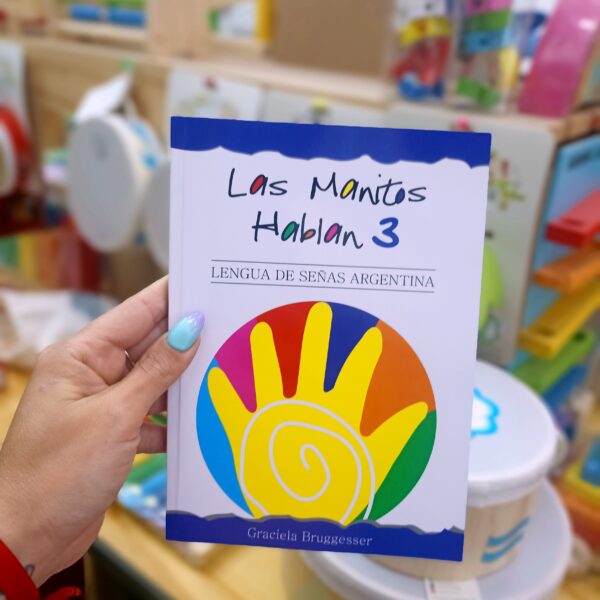 Las Manitos
Hablan 3
LENGUA DE SEÑAS ARGENTINA
Graciela Bruggesser